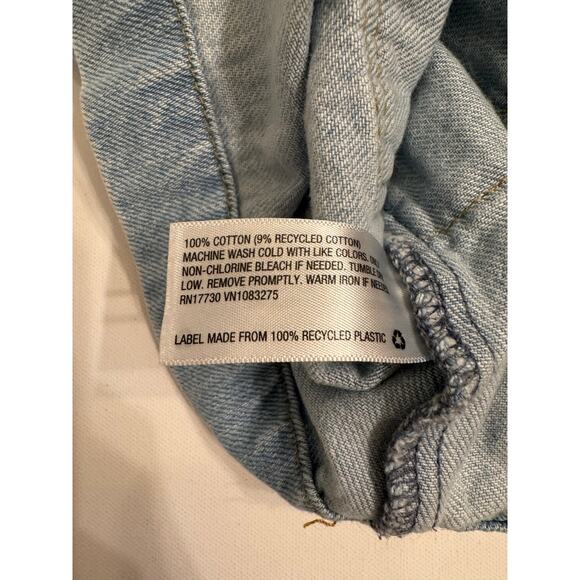 100% COTTON (9% RECYCLED COTTON)
MACHINE WASH COLD WITH LIKE COLORS.
NON-CHLORINE BLEACH IF NEEDED. TUMBLE
LOW. REMOVE PROMPTLY. WARM IRON IF NEEDED
RN17730 VN1083275
LABEL MADE FROM 100% RECYCLED PLASTIC